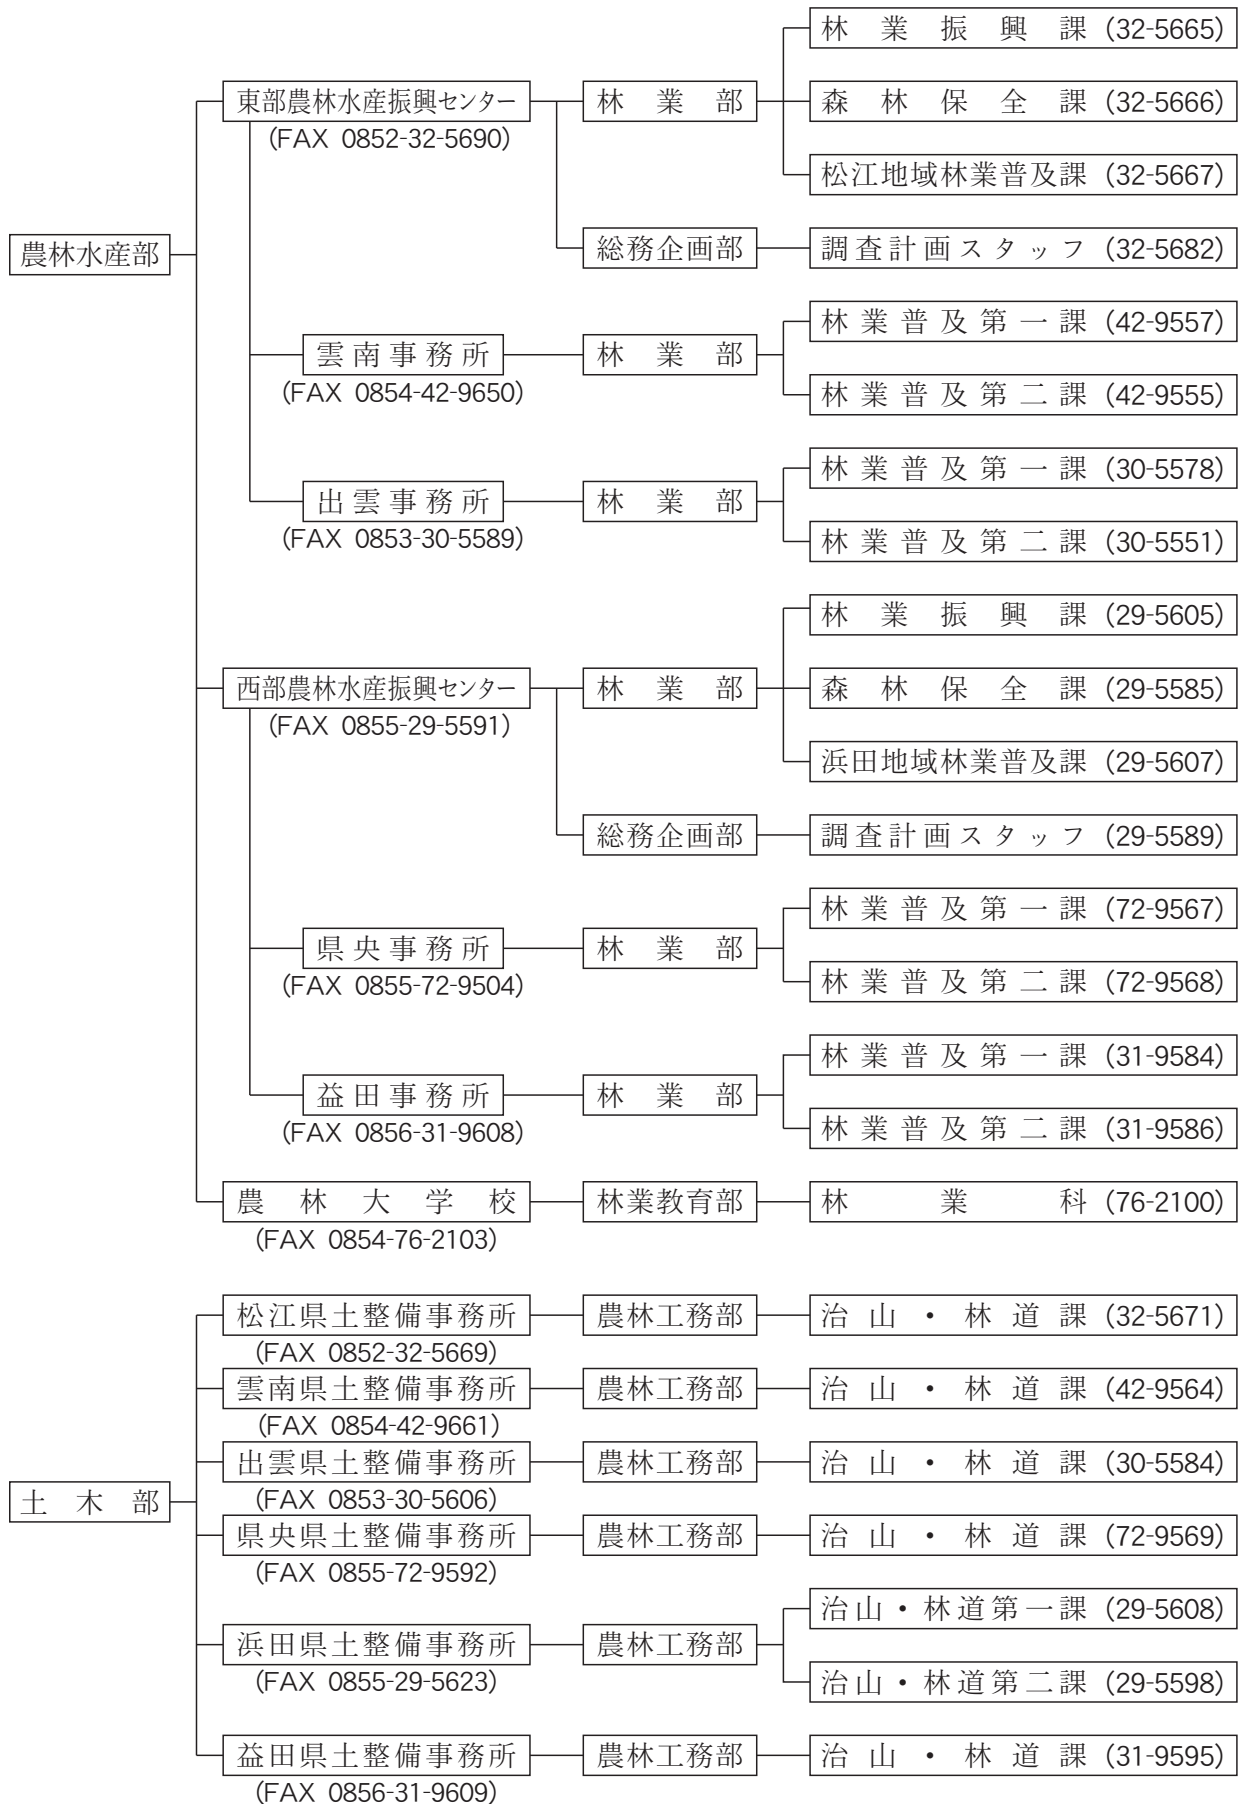 林業振興課 (32-5665)
東部農林水産振興センター 林業部 森林保全課 (32-5666)
(FAX 0852-32-5690)
松江地域林業普及課 (32-5667)
農林水産部 総務企画部 調査計画スタッフ (32-5682)
林業普及第一課 (42-9557)
雲南事務所 林業部
(FAX 0854-42-9650) 林業普及第二課 (42-9555)
林業普及第一課 (30-5578)
出雲事務所 林業部
(FAX 0853-30-5589) 林業普及第二課 (30-5551)
林業振興課 (29-5605)
西部農林水産振興センター 林業部 森林保全課 (29-5585)
(FAX 0855-29-5591)
浜田地域林業普及課 (29-5607)
総務企画部 調査計画スタッフ (29-5589)
林業普及第一課 (72-9567)
県央事務所 林業部
(FAX 0855-72-9504) 林業普及第二課 (72-9568)
林業普及第一課 (31-9584)
益田事務所 林業部
(FAX 0856-31-9608) 林業普及第二課 (31-9586)
農林大学校 林業教育部 林業科 (76-2100)
(FAX 0854-76-2103)
松江県土整備事務所 農林工務部 治山・林道課 (32-5671)
(FAX 0852-32-5669)
雲南県土整備事務所 農林工務部 治山・林道課 (42-9564)
(FAX 0854-42-9661)
出雲県土整備事務所 農林工務部 治山・林道課 (30-5584)
土木部
(FAX 0853-30-5606)
県央県土整備事務所 農林工務部 治山・林道課 (72-9569)
(FAX 0855-72-9592)
治山・林道第一課 (29-5608)
浜田県土整備事務所 農林工務部
(FAX 0855-29-5623) 治山・林道第二課 (29-5598)
益田県土整備事務所 農林工務部 治山・林道課 (31-9595)
(FAX 0856-31-9609)